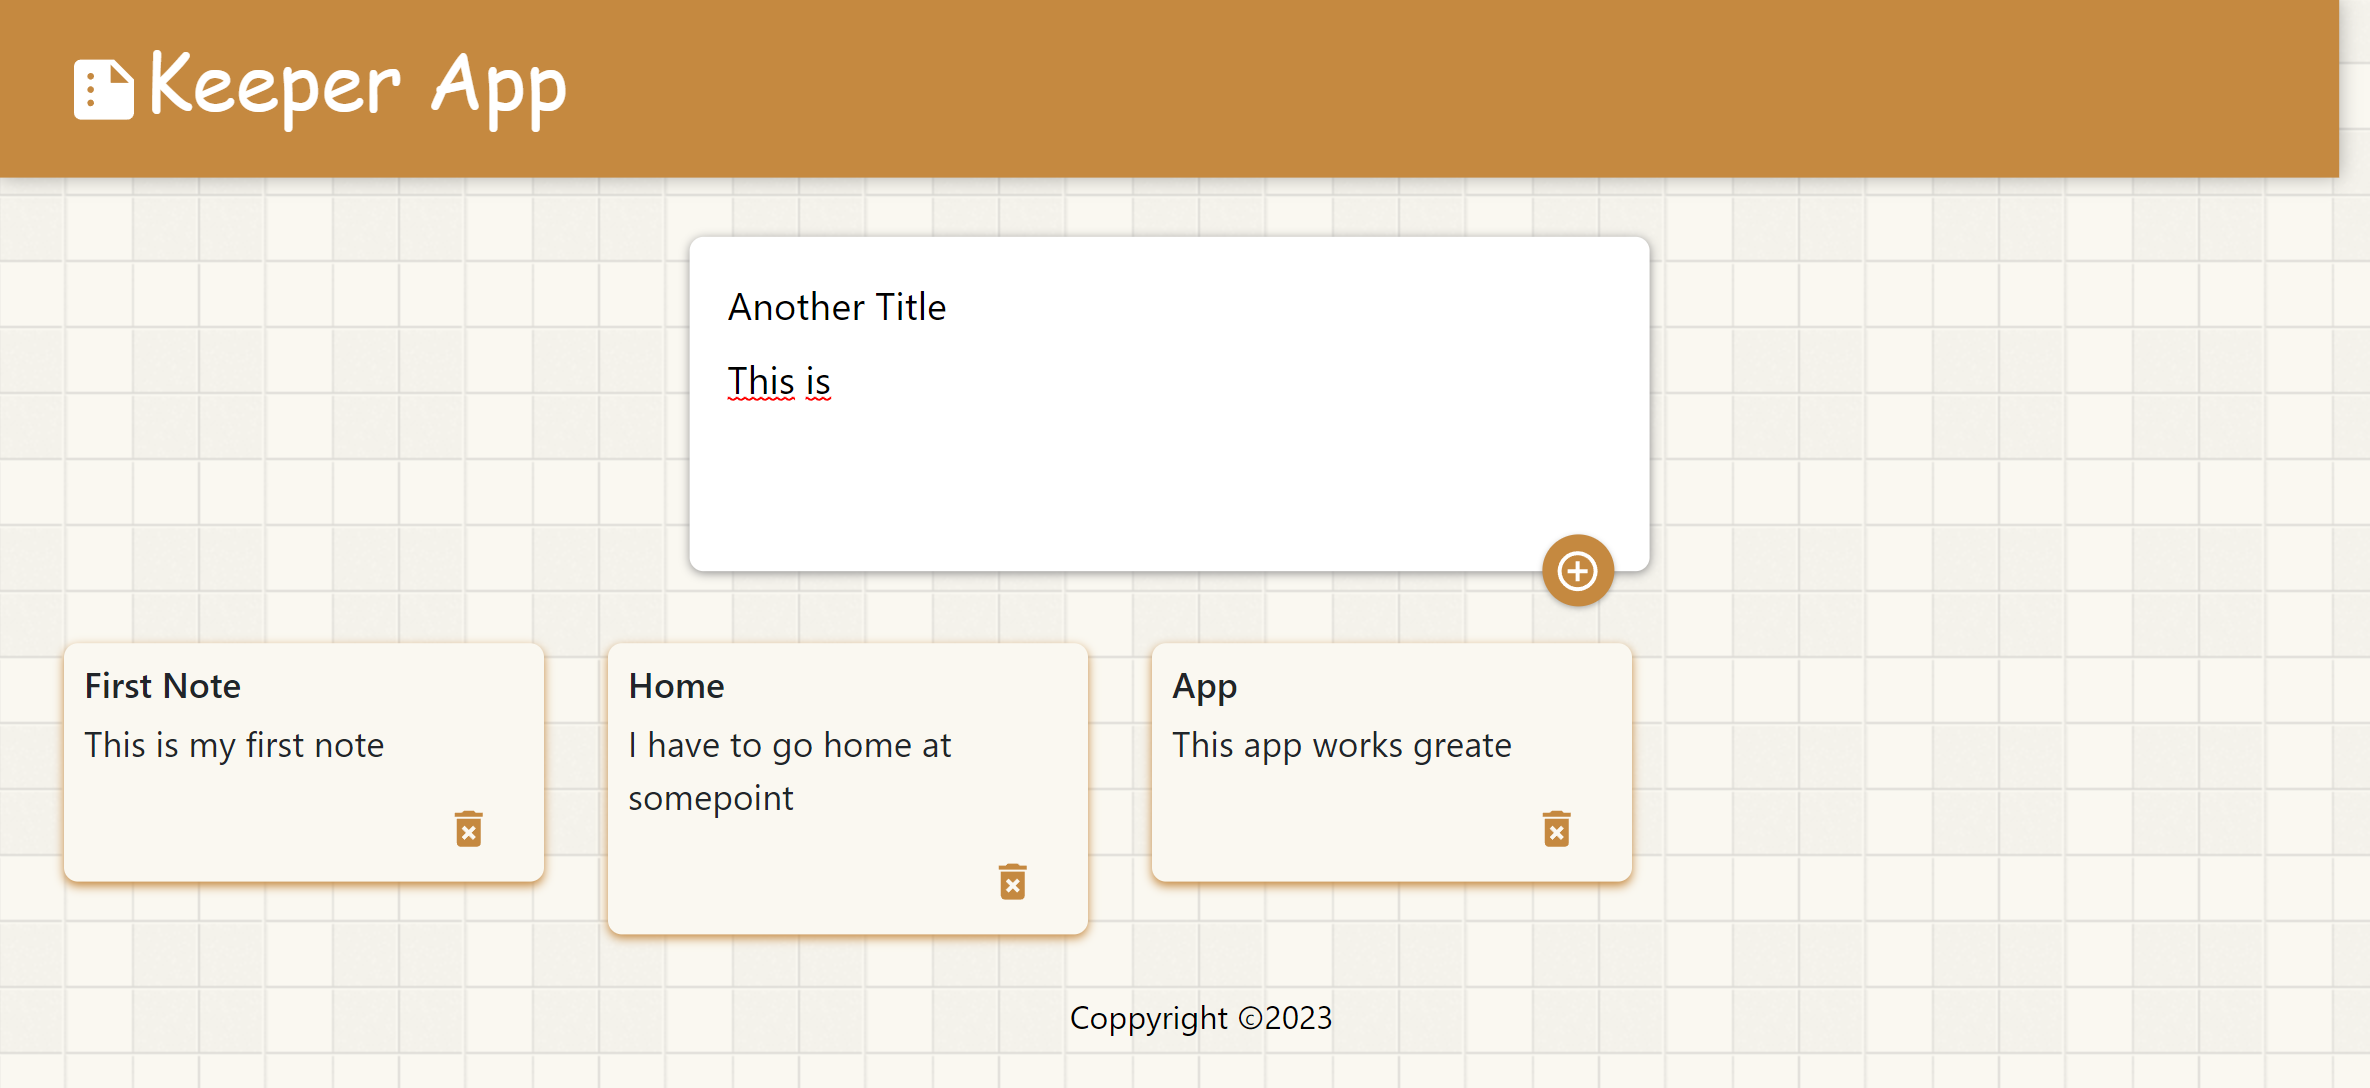 Keeper App
Another Title
This is
First Note
This is my first note
Home
I have to go home at
somepoint
App
This app works greate
Coppyright ©2023